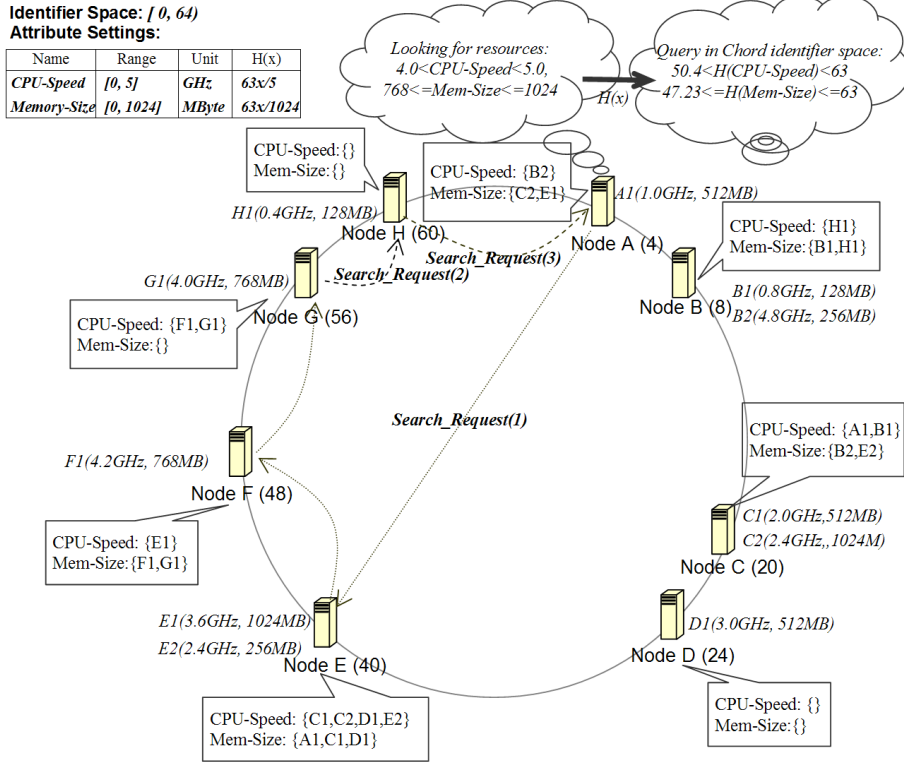 Identifier Space: [ 0, 64)
Attribute Settings:
Name Range Unit H(x)
CPU-Speed [0, 5] GHz 63x/5
Memory-Size [0, 1024] MByte 63x/1024
Looking for resources:
4.0<CPU-Speed<5.0,
768<=Mem-Size<=1024
H(x)
Query in Chord identifier space:
50.4<H(CPU-Speed)<63
47.23<=H(Mem-Size)<=63
CPU-Speed:{}
Mem-Size:{}
H1(0.4GHz, 128MB)
Node H (60)
CPU-Speed: {B2}
Mem-Size:{C2,E1}
A1(1.0GHz, 512MB)
Node A (4)
Search_Request(3)
Search_Request(2)
G1(4.0GHz, 768MB)
Node G (56)
CPU-Speed: {F1,G1}
Mem-Size:{}
CPU-Speed: {H1}
Mem-Size:{B1,H1}
Node B (8)
B1(0.8GHz, 128MB)
B2(4.8GHz, 256MB)
Search_Request(1)
F1(4.2GHz, 768MB)
Node F (48)
CPU-Speed: {E1}
Mem-Size:{F1,G1}
CPU-Speed: {A1,B1}
Mem-Size:{B2,E2}
C1(2.0GHz,512MB)
C2(2.4GHz,,1024M)
Node C (20)
E1(3.6GHz, 1024MB)
E2(2.4GHz, 256MB)
Node E (40)
CPU-Speed: {C1,C2,D1,E2}
Mem-Size: {A1,C1,D1}
D1(3.0GHz, 512MB)
Node D (24)
CPU-Speed: {}
Mem-Size:{}